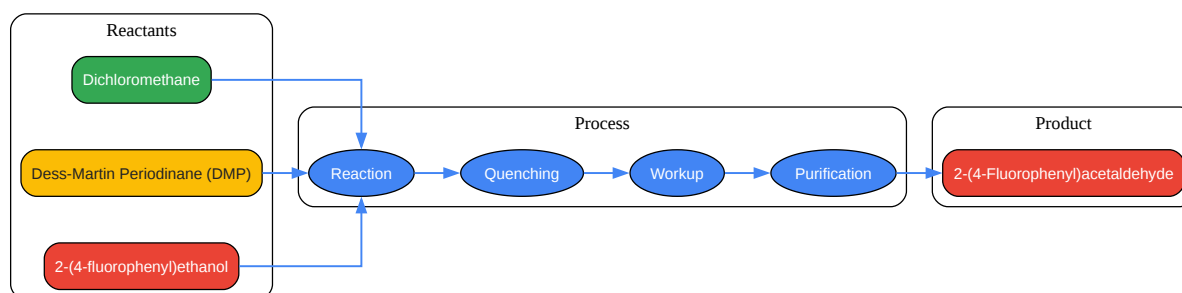 Reactants
Dichloromethane
Dess-Martin Periodinane (DMP)
2-(4-fluorophenyl)ethanol
Process
Reaction
Quenching
Workup
Purification
Product
2-(4-Fluorophenyl)acetaldehyde